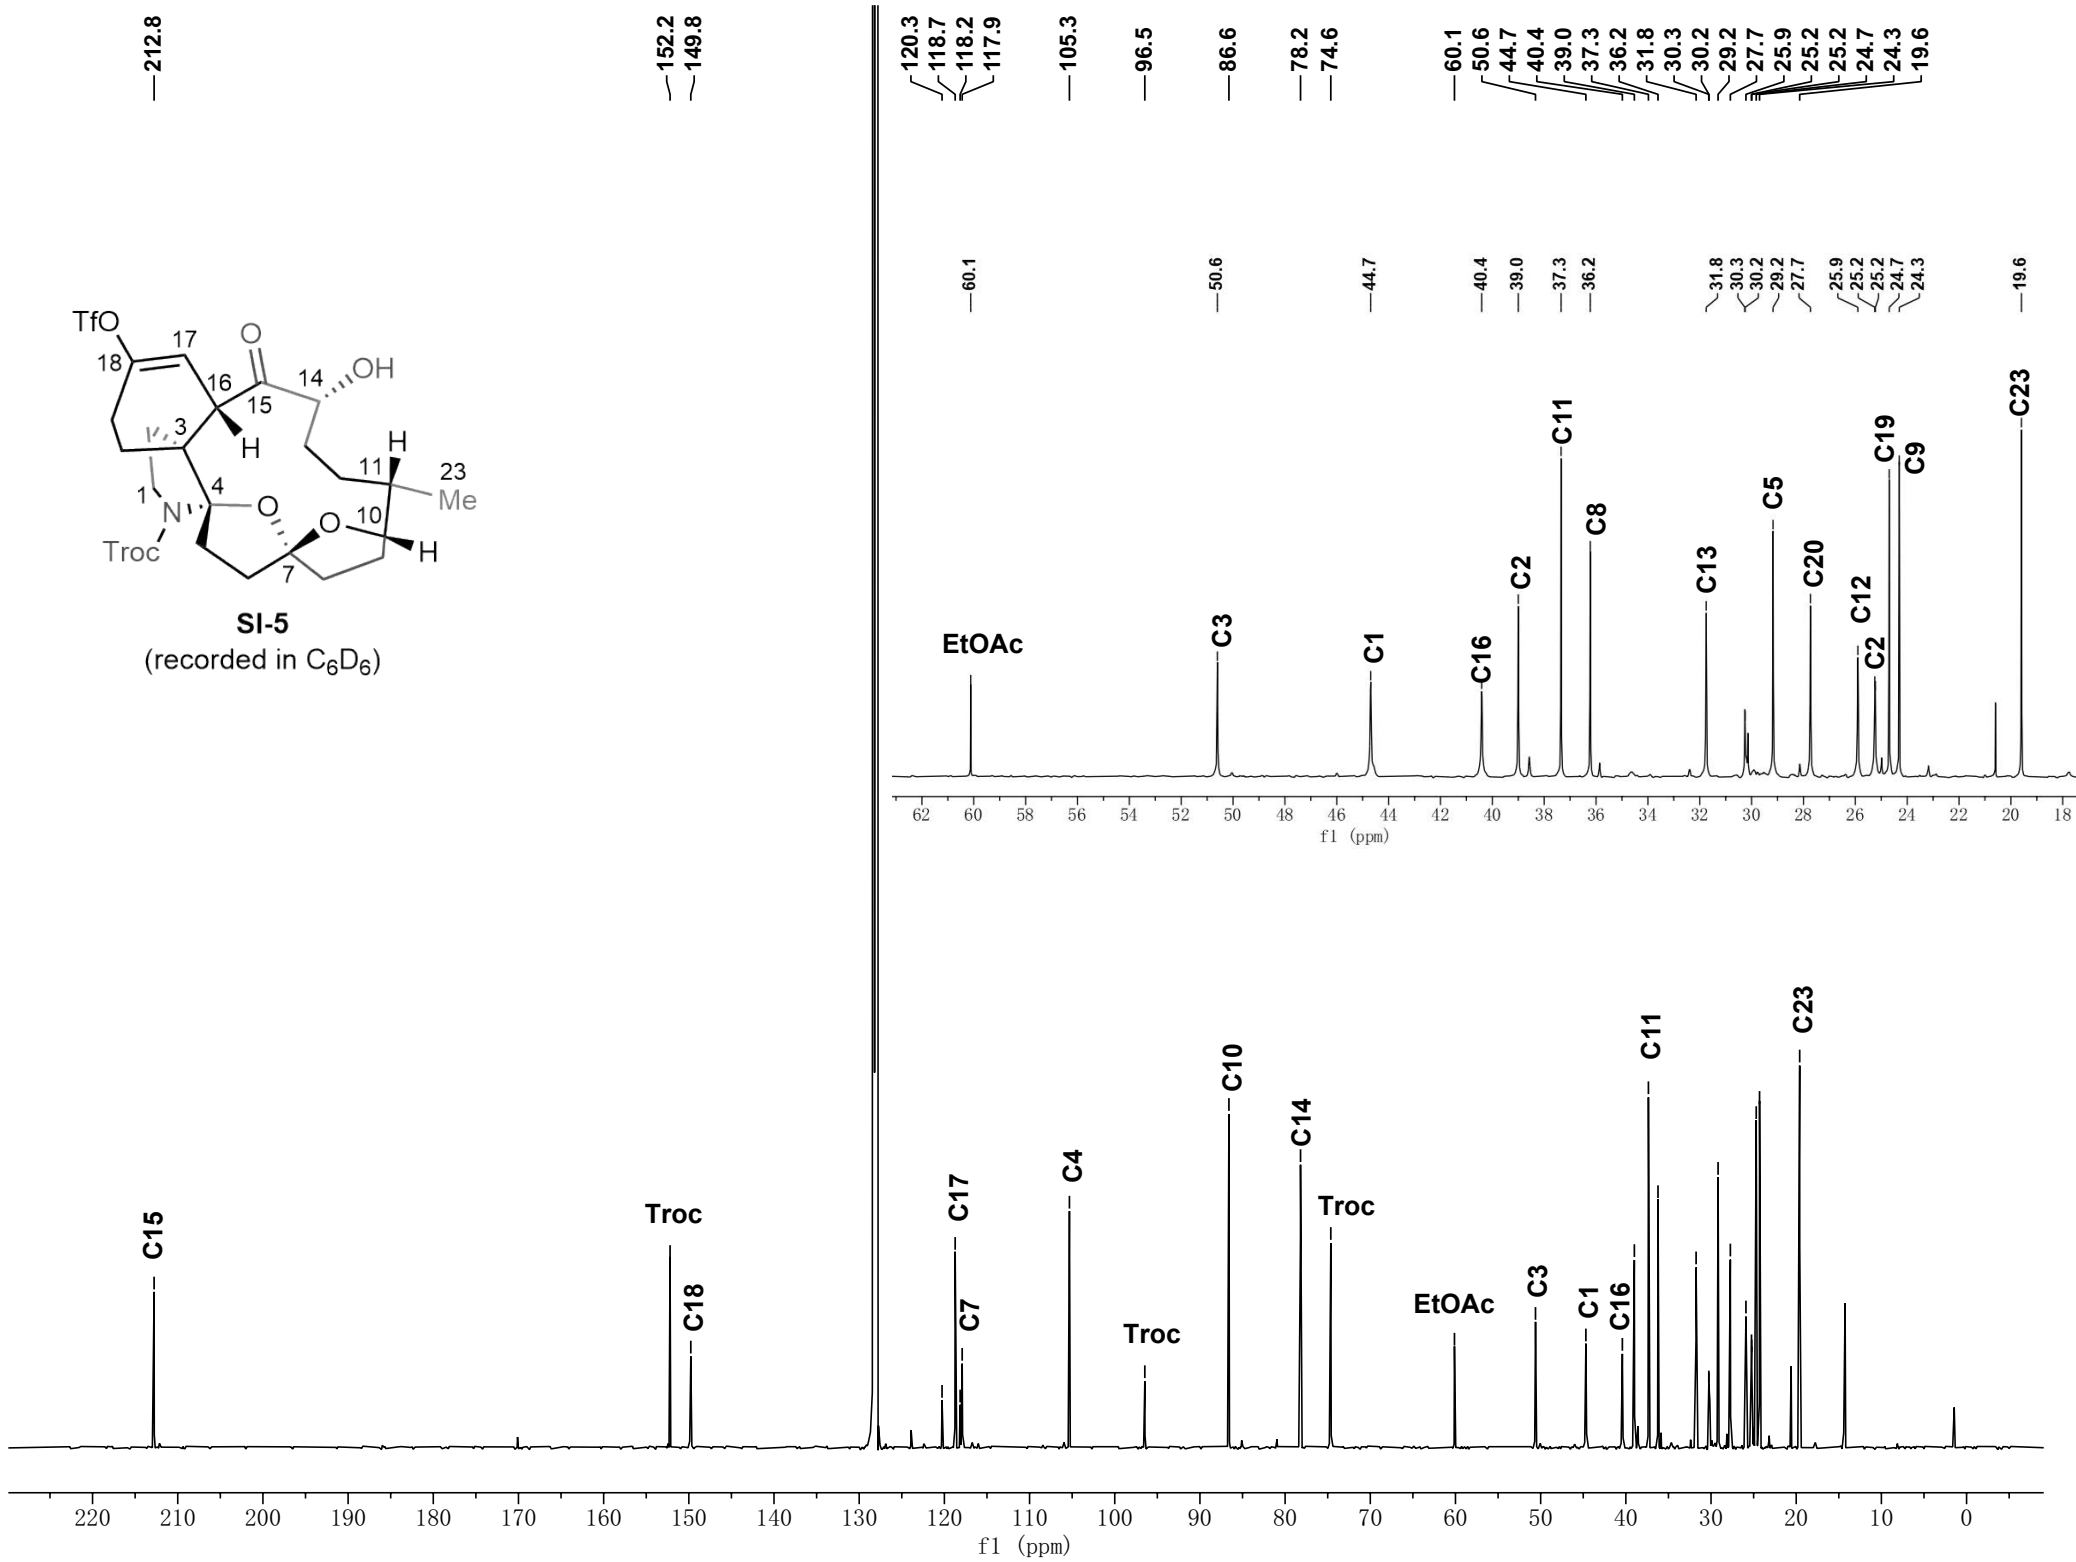 212.8
152.2
149.8
120.3
118.7
118.2
117.9
105.3
96.5
86.6
78.2
74.6
60.1
50.6
44.7
40.4
39.0
37.3
36.2
31.8
30.3
30.2
29.2
27.7
25.9
25.2
25.2
24.7
24.3
19.6
60.1
50.6
44.7
40.4
39.0
37.3
36.2
31.8
30.3
30.2
29.2
27.7
25.9
25.2
25.2
24.7
24.3
19.6
TfO
O
17
18
14
OH
16
15
3
H
H
11
23
Me
1
4
O
N
O
10
Troc
H
7
SI-5
(recorded in C6D6)
EtOAc
C3
C1
C16
C2
C11
C8
C13
C5
C20
C12
C2
C19
C9
C23
62 60 58 56 54 52 50 48 46 44 42 40 38 36 34 32 30 28 26 24 22 20 18
f1 (ppm)
C15
Troc
C18
C17
C7
C4
Troc
C10
C14
Troc
EtOAc
C3
C1
C16
C11
C23
220 210 200 190 180 170 160 150 140 130 120 110 100 90 80 70 60 50 40 30 20 10 0
f1 (ppm)